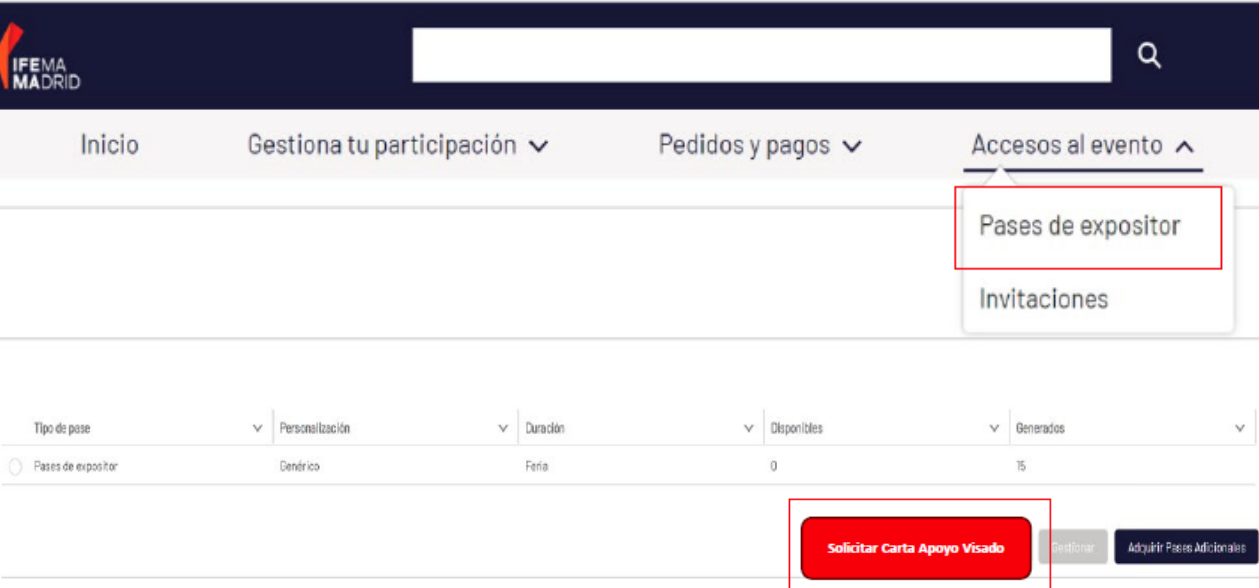 IFEMA
MADRID
Inicio Gestiona tu participación Pedidos y pagos Accesos al evento
Pases de expositor
Invitaciones
Tipo de pase Personalización Duración Disponibles Generados
Pases de expositor Genérico Feria 0 15
Solicitar Carta Apoyo Visado Gestionar Adquirir Pases Adicionales